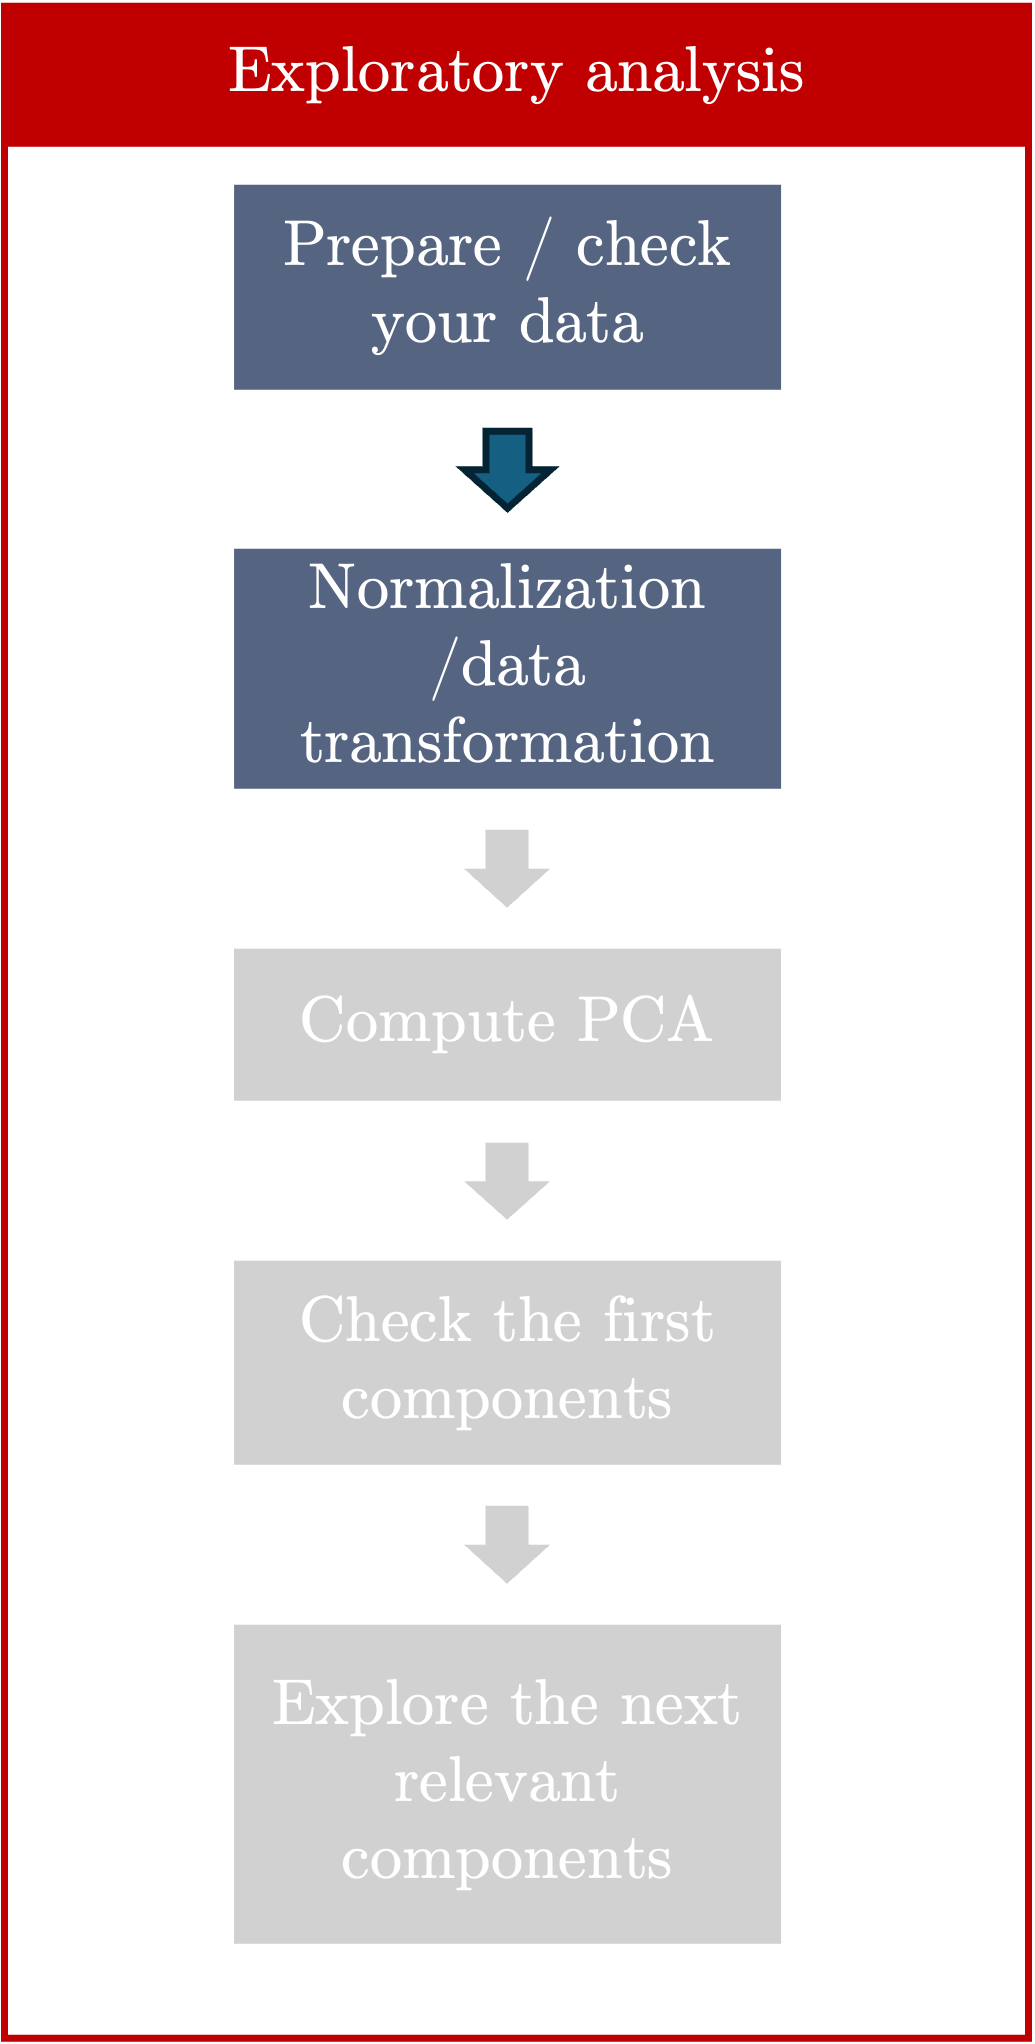 Exploratory analysis
Prepare / check
your data
Normalization
/data
transformation
Compute PCA
Check the first
components
Explore the next
relevant
components